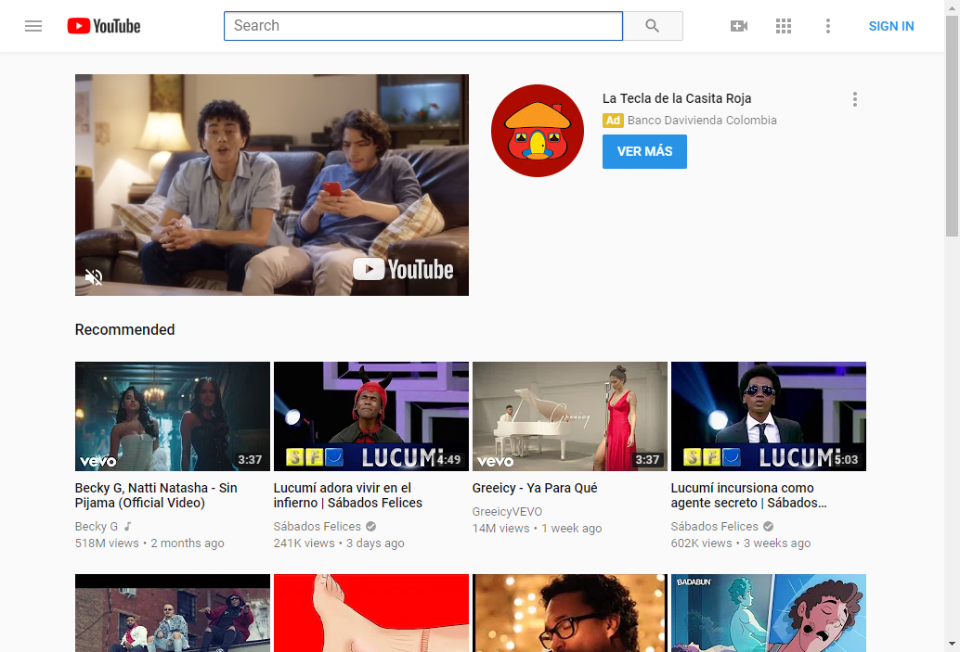 YouTube
Search
SIGN IN
La Tecla de la Casita Roja
Ad Banco Davivienda Colombia
VER MÁS
YouTube
Recommended
vevo 3:37
SF LUCUMí 4:49
vevo 3:37
SF LUCUMí 5:03
Becky G, Natti Natasha - Sin
Pijama (Official Video)
Becky G
518M views • 2 months ago
Lucumí adora vivir en el
infierno | Sábados Felices
Sábados Felices
241K views • 3 days ago
Greeicy - Ya Para Qué
GreeicyVEVO
14M views • 1 week ago
Lucumí incursiona como
agente secreto | Sábados...
Sábados Felices
602K views • 3 weeks ago
BADABUN